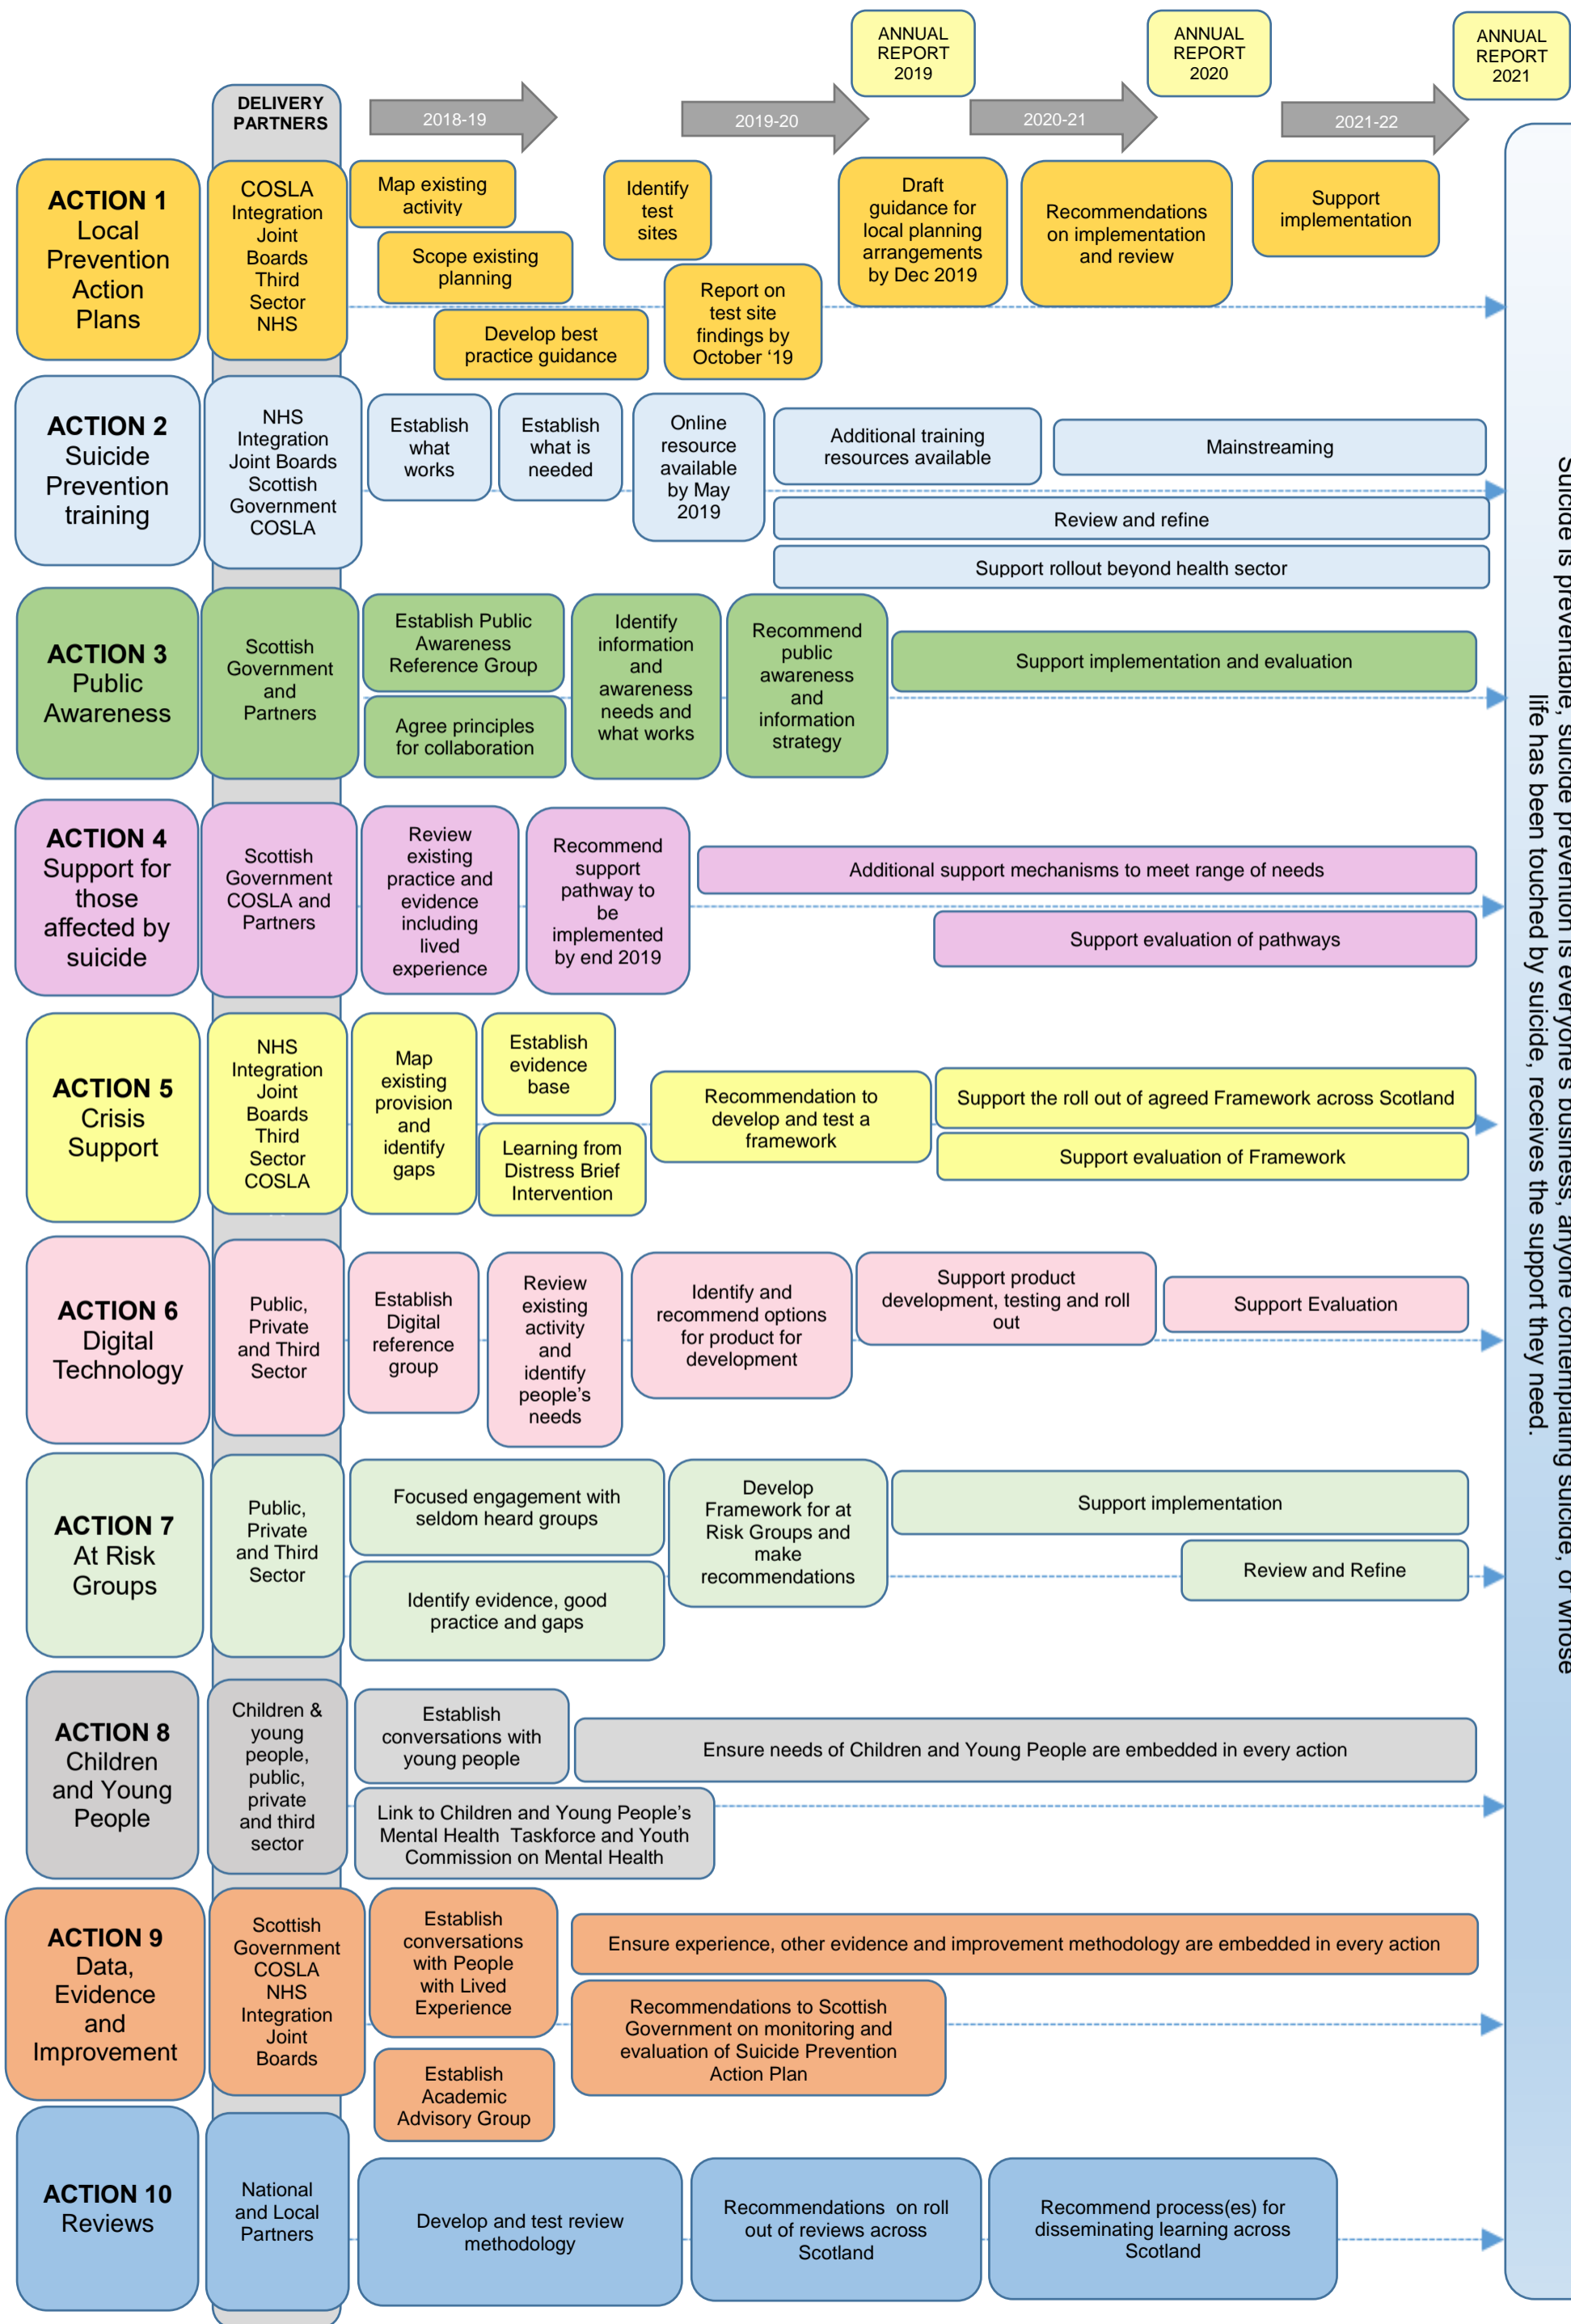 ANNUAL
REPORT
2019
ANNUAL
REPORT
2020
ANNUAL
REPORT
2021
DELIVERY
PARTNERS
2018-19
2019-20
2020-21
2021-22
ACTION 1
Local
Prevention
Action
Plans
COSLA
Integration
Joint
Boards
Third
Sector
NHS
Map existing
activity
Scope existing
planning
Develop best
practice guidance
Identify
test
sites
Report on
test site
findings by
October ‘19
Draft
guidance for
local planning
arrangements
by Dec 2019
Recommendations
on implementation
and review
Support
implementation
ACTION 2
Suicide
Prevention
training
NHS
Integration
Joint Boards
Scottish
Government
COSLA
Establish
what
works
Establish
what is
needed
Online
resource
available
by May
2019
Additional training
resources available
Mainstreaming
Review and refine
Support rollout beyond health sector
ACTION 3
Public
Awareness
Scottish
Government
and
Partners
Establish Public
Awareness
Reference Group
Agree principles
for collaboration
Identify
information
and
awareness
needs and
what works
Recommend
public
awareness
and
information
strategy
Support implementation and evaluation
ACTION 4
Support for
those
affected by
suicide
Scottish
Government
COSLA and
Partners
Review
existing
practice and
evidence
including
lived
experience
Recommend
support
pathway to
be
implemented
by end 2019
Additional support mechanisms to meet range of needs
Support evaluation of pathways
ACTION 5
Crisis
Support
NHS
Integration
Joint
Boards
Third
Sector
COSLA
Map
existing
provision
and
identify
gaps
Establish
evidence
base
Learning from
Distress Brief
Intervention
Recommendation to
develop and test a
framework
Support the roll out of agreed Framework across Scotland
Support evaluation of Framework
ACTION 6
Digital
Technology
Public,
Private
and Third
Sector
Establish
Digital
reference
group
Review
existing
activity
and
identify
people’s
needs
Identify and
recommend options
for product for
development
Support product
development, testing and roll
out
Support Evaluation
ACTION 7
At Risk
Groups
Public,
Private
and Third
Sector
Focused engagement with
seldom heard groups
Identify evidence, good
practice and gaps
Develop
Framework for at
Risk Groups and
make
recommendations
Support implementation
Review and Refine
ACTION 8
Children
and Young
People
Children &
young
people,
public,
private
and third
sector
Establish
conversations with
young people
Link to Children and Young People’s
Mental Health Taskforce and Youth
Commission on Mental Health
Ensure needs of Children and Young People are embedded in every action
ACTION 9
Data,
Evidence
and
Improvement
Scottish
Government
COSLA
NHS
Integration
Joint
Boards
Establish
conversations
with People
with Lived
Experience
Establish
Academic
Advisory Group
Ensure experience, other evidence and improvement methodology are embedded in every action
Recommendations to Scottish
Government on monitoring and
evaluation of Suicide Prevention
Action Plan
ACTION 10
Reviews
National
and Local
Partners
Develop and test review
methodology
Recommendations on roll
out of reviews across
Scotland
Recommend process(es) for
disseminating learning across
Scotland
Suicide is preventable, suicide prevention is everyone’s business, anyone contemplating suicide, or whose
life has been touched by suicide, receives the support they need.